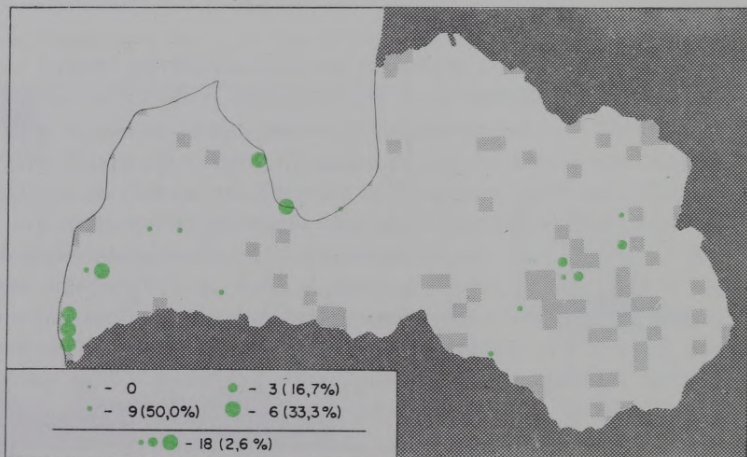 - 0 - 3 (16,7%)
- 9 (50,0%) - 6 (33,3%)
- 18 (2,6 %)